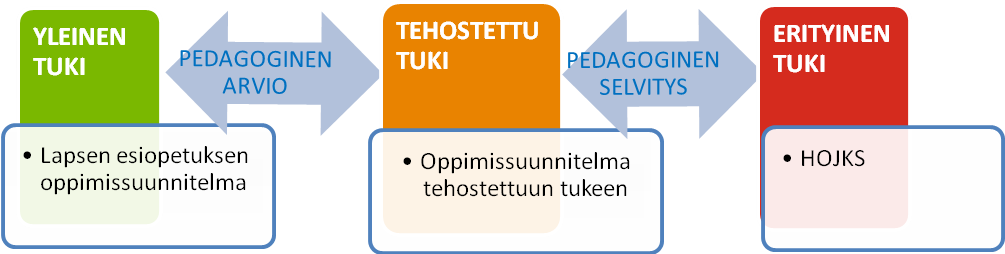 YLEINEN
TUKI
PEDAGOGINEN
ARVIO
TEHOSTETTU
TUKI
PEDAGOGINEN
SELVITYS
ERITYINEN
TUKI
• Lapsen esiopetuksen
oppimissuunnitelma
• Oppimissuunnitelma
tehostettuun tukeen
• HOJKS